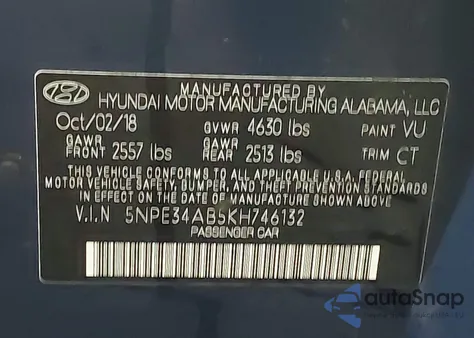 MANUFACTURED BY
HYUNDAI MOTOR MANUFACTURING ALABAMA, LLC
Oct/02/18 GVWR 4630 lbs PAINT VU
GAWR FRONT 2557 lbs GAWR REAR 2513 lbs TRIM CT
THIS VEHICLE CONFORMS TO ALL APPLICABLE U.S.A. FEDERAL
MOTOR VEHICLE SAFETY, BUMPER, AND THEFT PREVENTION STANDARDS
IN EFFECT ON THE DATE OF MANUFACTURE SHOWN ABOVE.
V.I.N 5NPE34AB5KH746132
PASSENGER CAR
autoSnap